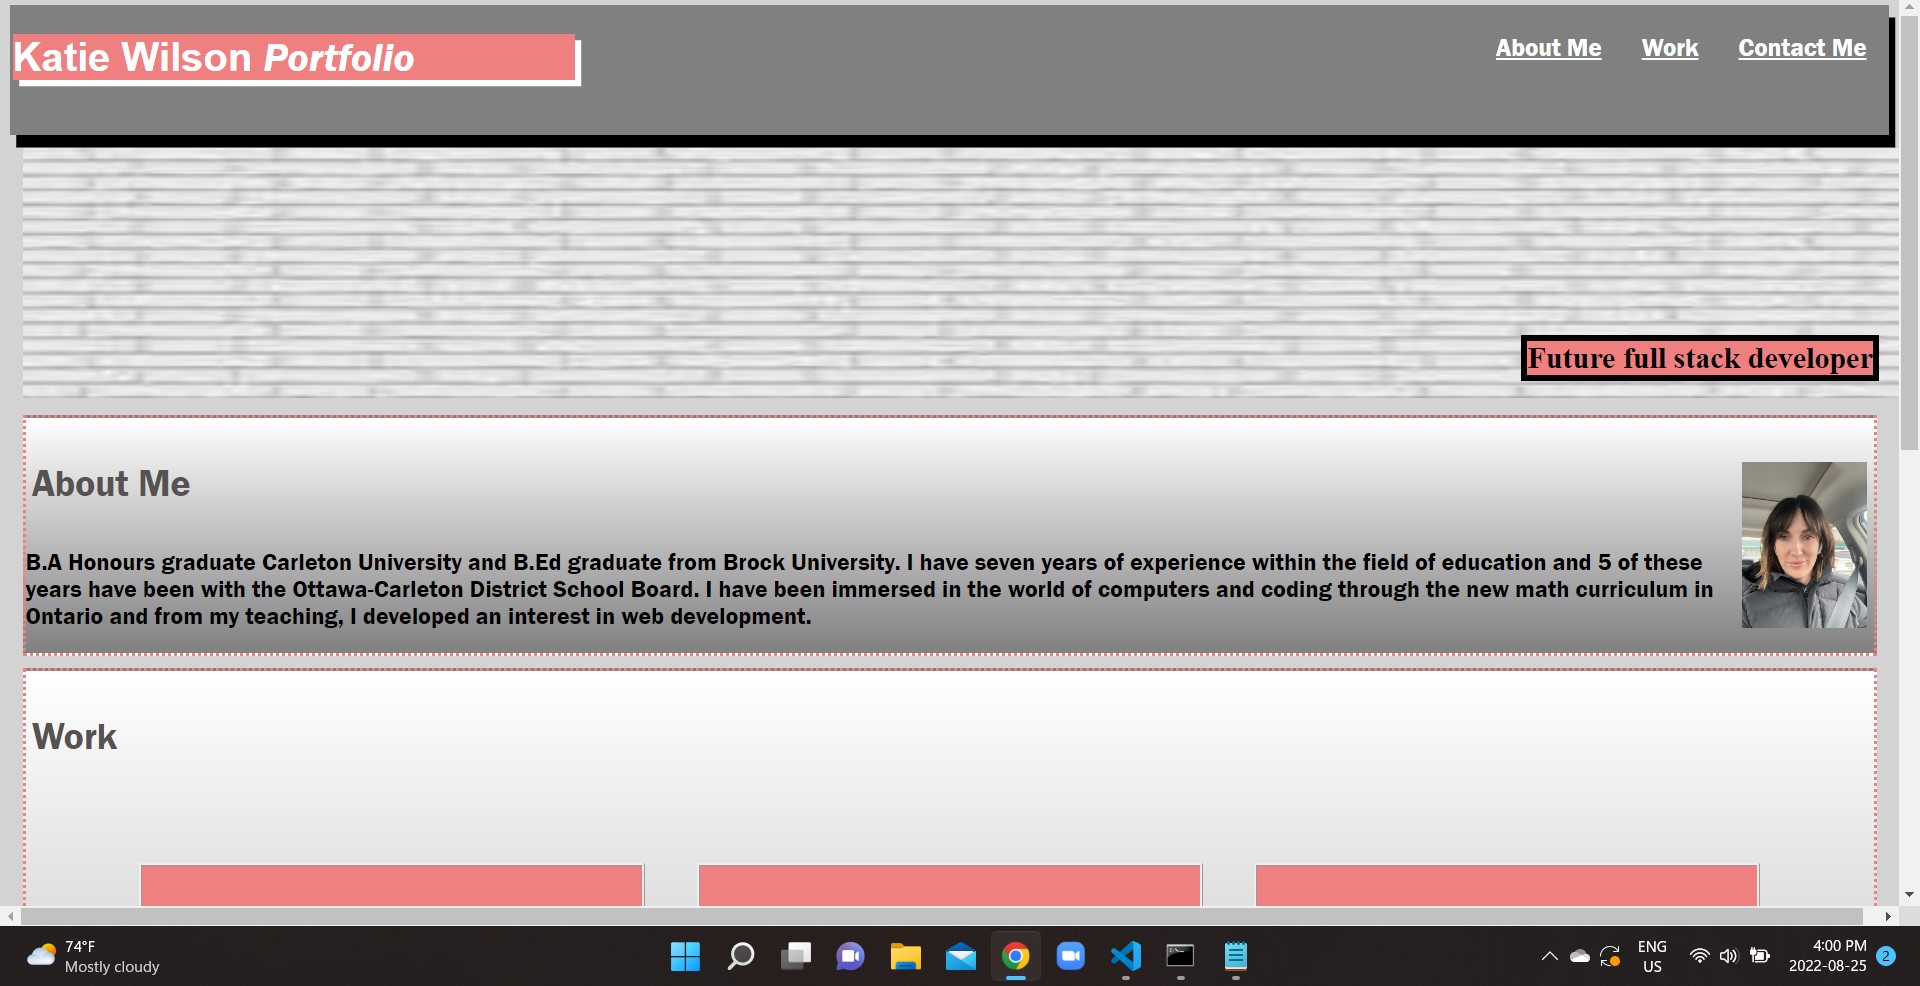 Katie Wilson Portfolio
About Me Work Contact Me
Future full stack developer
About Me
B.A Honours graduate Carleton University and B.Ed graduate from Brock University. I have seven years of experience within the field of education and 5 of these
years have been with the Ottawa-Carleton District School Board. I have been immersed in the world of computers and coding through the new math curriculum in
Ontario and from my teaching, I developed an interest in web development.
Work
74°F
Mostly cloudy
ENG
US
4:00 PM
2022-08-25
2